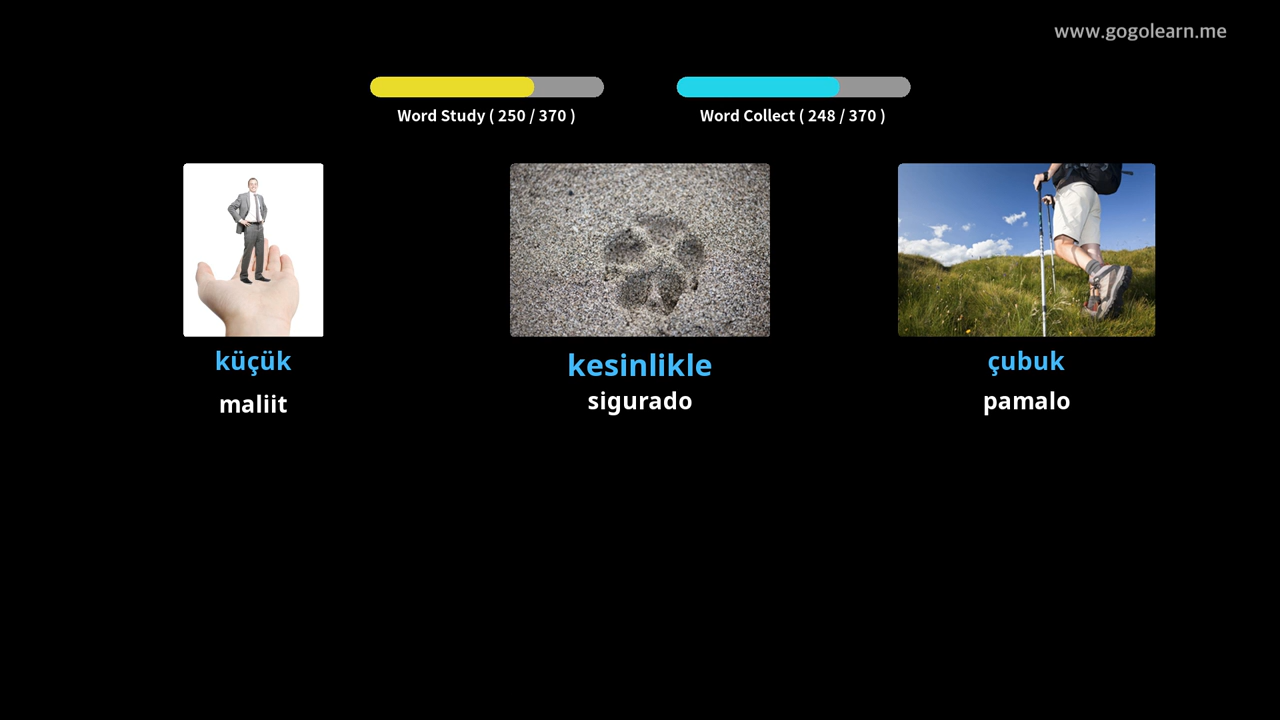 www.gogolearn.me
Word Study ( 250 / 370 )
Word Collect ( 248 / 370 )
küçük
maliit
kesinlikle
sigurado
çubuk
pamalo